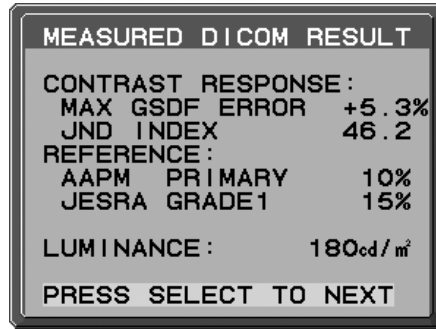 MEASURED DICOM RESULT
CONTRAST RESPONSE:
MAX GSDF ERROR +5.3%
JND INDEX 46.2
REFERENCE:
AAPM PRIMARY 10%
JESRA GRADE1 15%
LUMINANCE: 180cd/㎡
PRESS SELECT TO NEXT